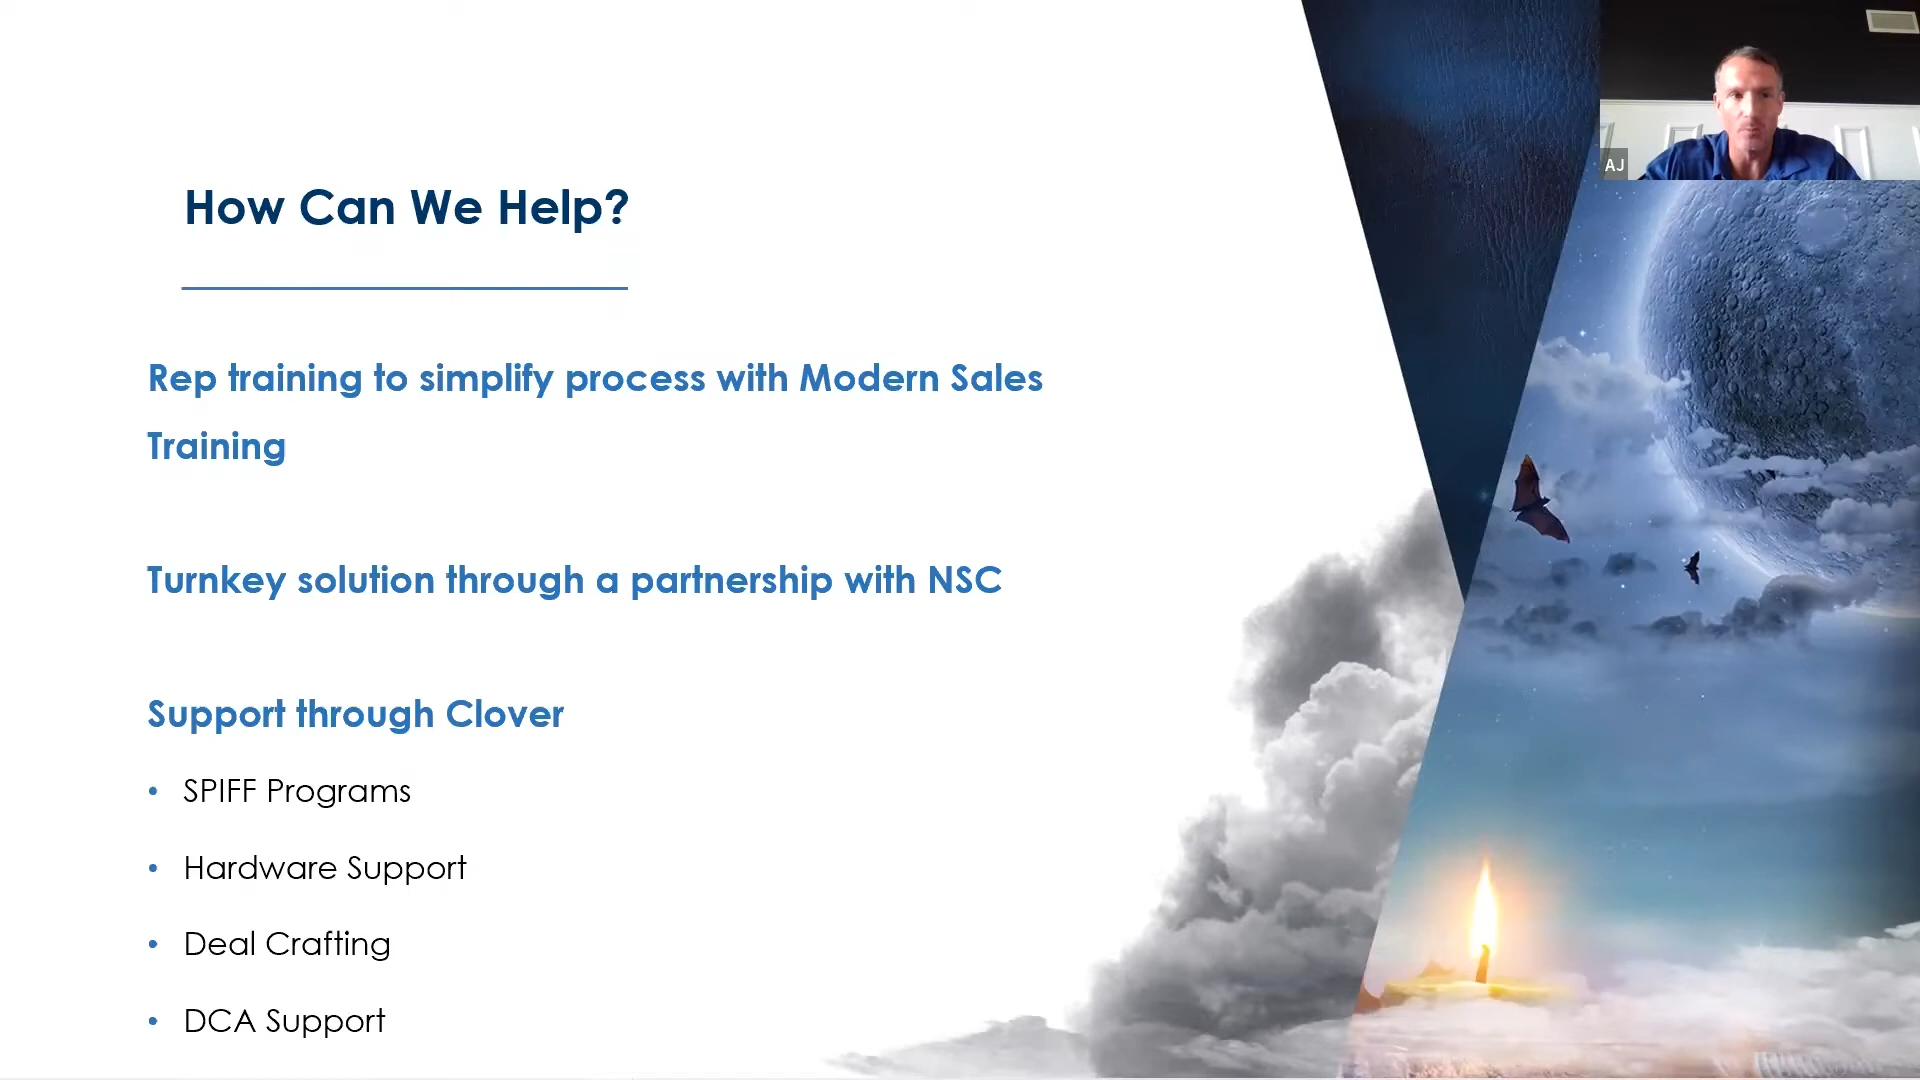 How Can We Help?
Rep training to simplify process with Modern Sales
Training
Turnkey solution through a partnership with NSC
Support through Clover
• SPIFF Programs
• Hardware Support
• Deal Crafting
• DCA Support
AJ